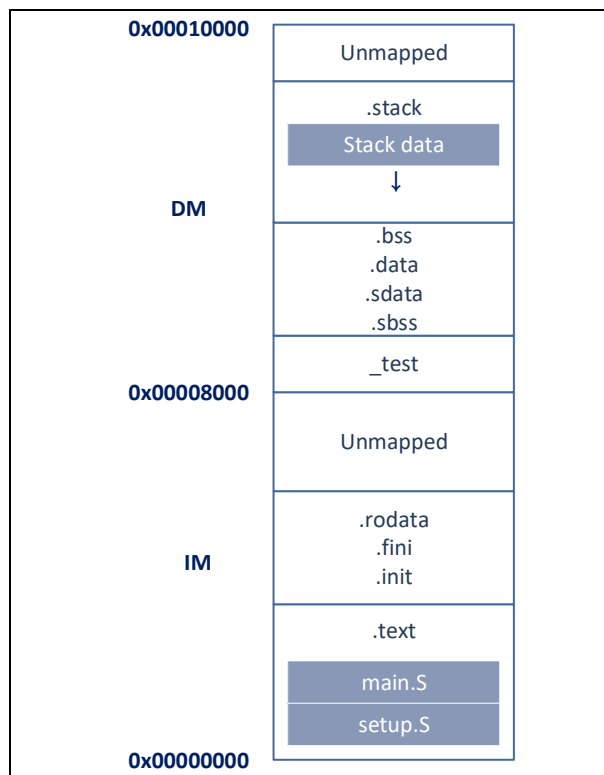 0x00010000
Unmapped
.stack
Stack data
↓
DM
.bss
.data
.sdata
.sbss
_test
0x00008000
Unmapped
.rodata
.fini
IM
.init
.text
main.S
setup.S
0x00000000